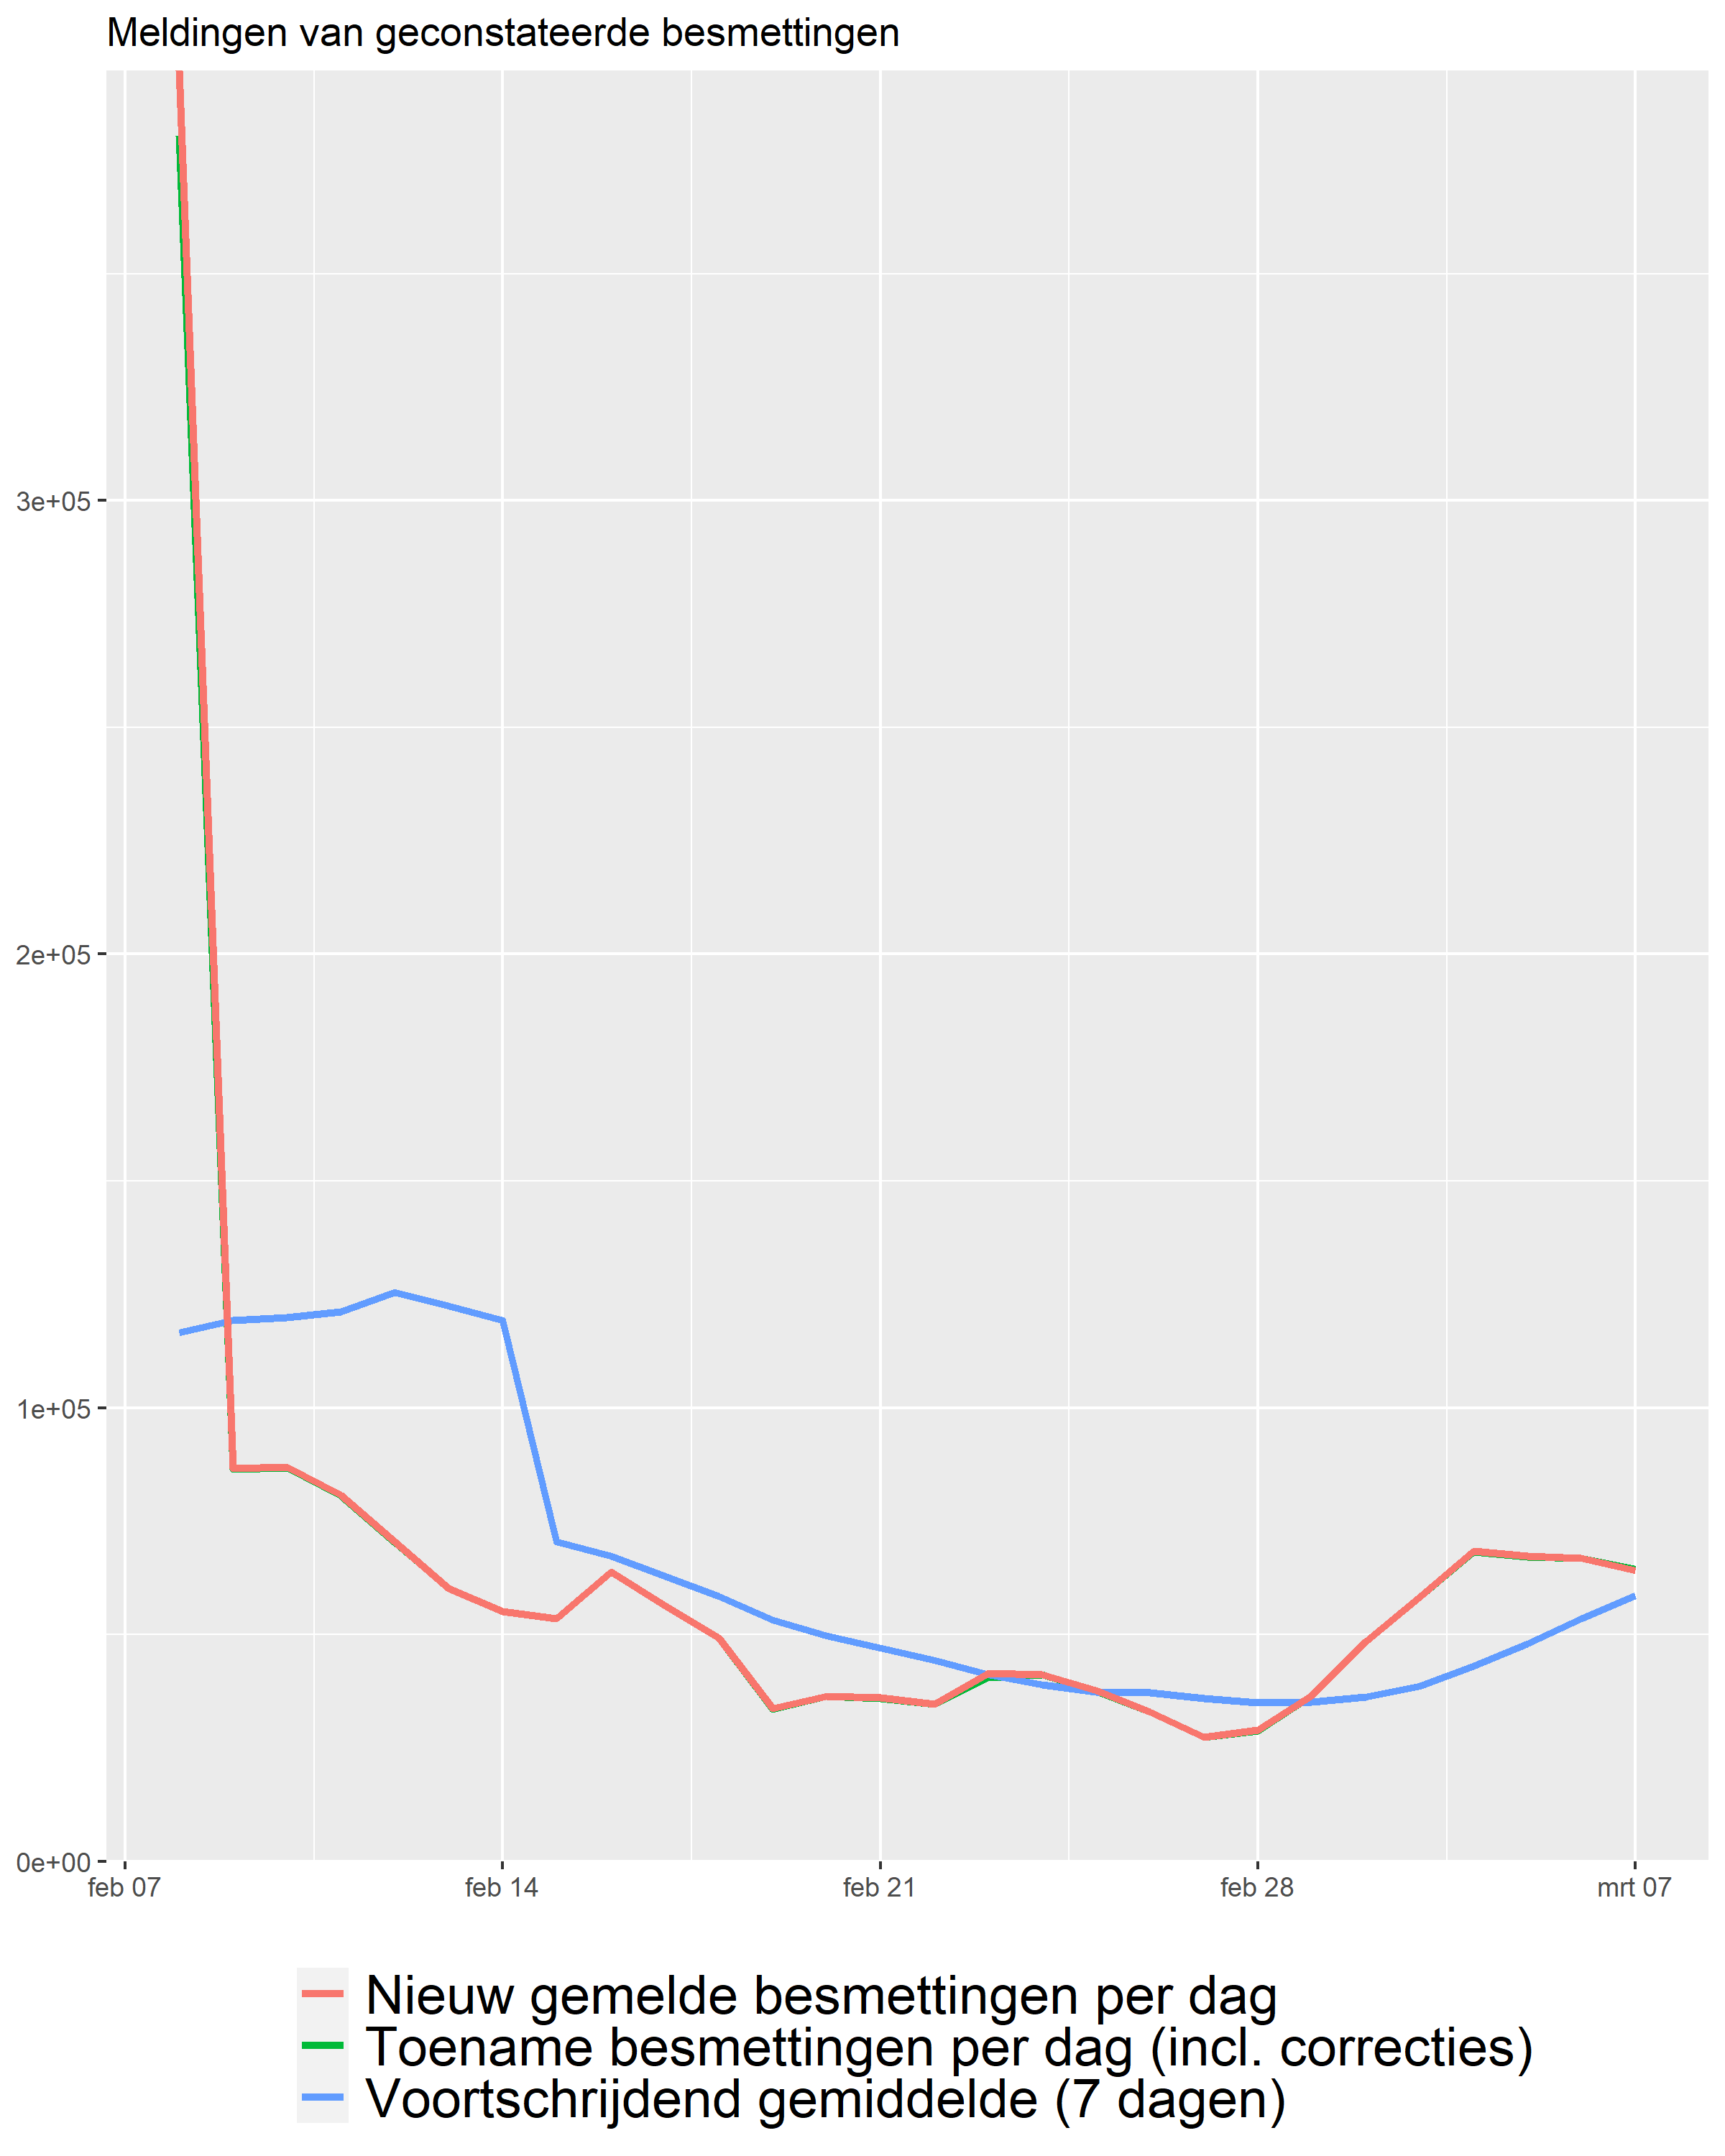 Meldingen van geconstateerde besmettingen
3e+05
2e+05
1e+05
0e+00
feb 07 feb 14 feb 21 feb 28 mrt 07
Nieuw gemelde besmettingen per dag
Toename besmettingen per dag (incl. correcties)
Voortschrijdend gemiddelde (7 dagen)